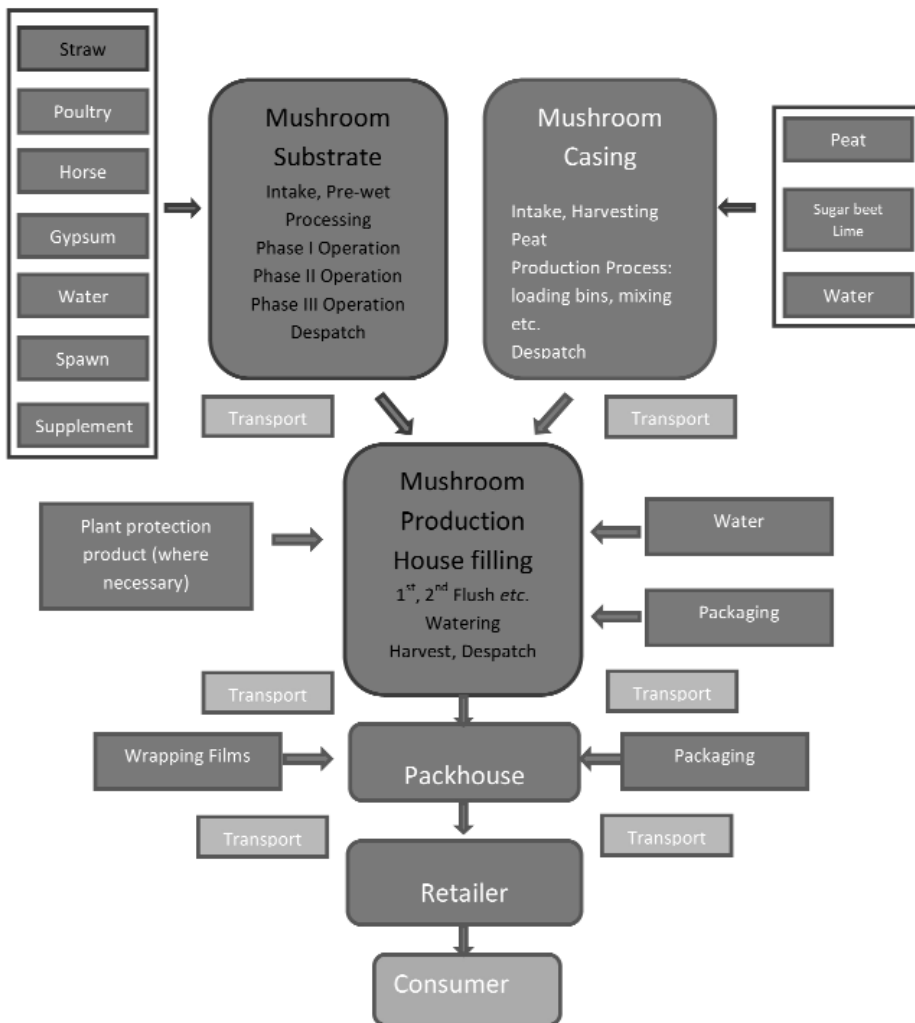 Straw
Poultry
Horse
Gypsum
Water
Spawn
Supplement
Mushroom
Substrate
Intake, Pre-wet
Processing
Phase I Operation
Phase II Operation
Phase III Operation
Despatch
Mushroom
Casing
Intake, Harvesting
Peat
Production Process:
loading bins, mixing
etc.
Despatch
Peat
Sugar beet
Lime
Water
Transport
Transport
Plant protection
product (where
necessary)
Mushroom
Production
House filling
1st, 2nd Flush etc.
Watering
Harvest, Despatch
Water
Packaging
Transport
Transport
Wrapping Films
Packhouse
Packaging
Transport
Transport
Retailer
Consumer